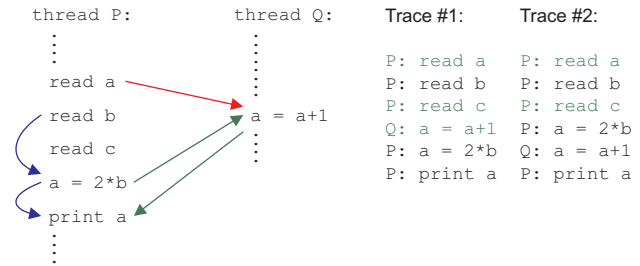 thread P:
read a
read b
read c
a = 2*b
print a
thread Q:
a = a+1
Trace #1:
P: read a
P: read b
P: read c
Q: a = a+1
P: a = 2*b
P: print a
Trace #2:
P: read a
P: read b
P: read c
P: a = 2*b
Q: a = a+1
P: print a